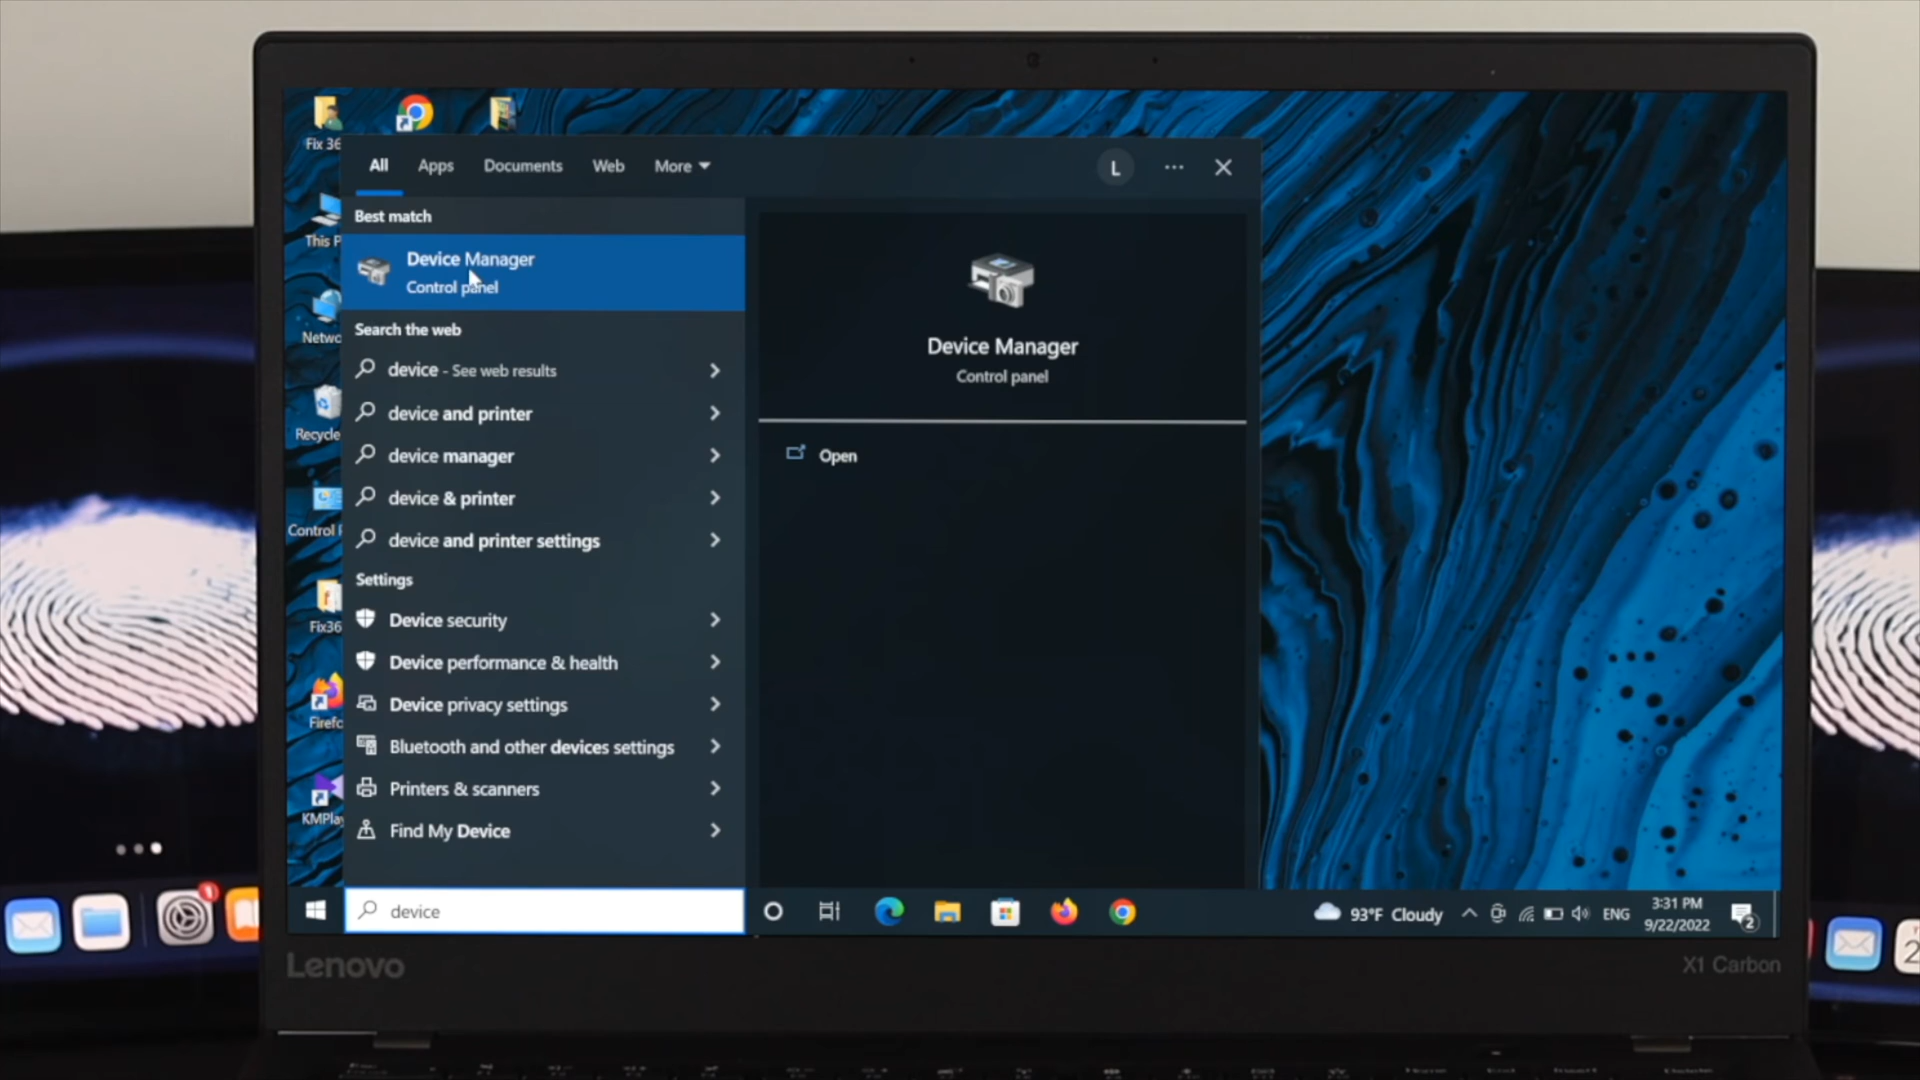 Fix 36
All
Apps
Documents
Web
More
L
Best match
Device Manager
Control panel
Device Manager
Control panel
Open
Search the web
device - See web results
device and printer
device manager
device & printer
device and printer settings
Settings
Device security
Device performance & health
Device privacy settings
Bluetooth and other devices settings
Printers & scanners
Find My Device
This P
Netwo
Recycle
Control P
Fix36
Firefo
KMPlay
device
93°F Cloudy
ENG
3:31 PM
9/22/2022
2
1
Lenovo
X1 Carbon